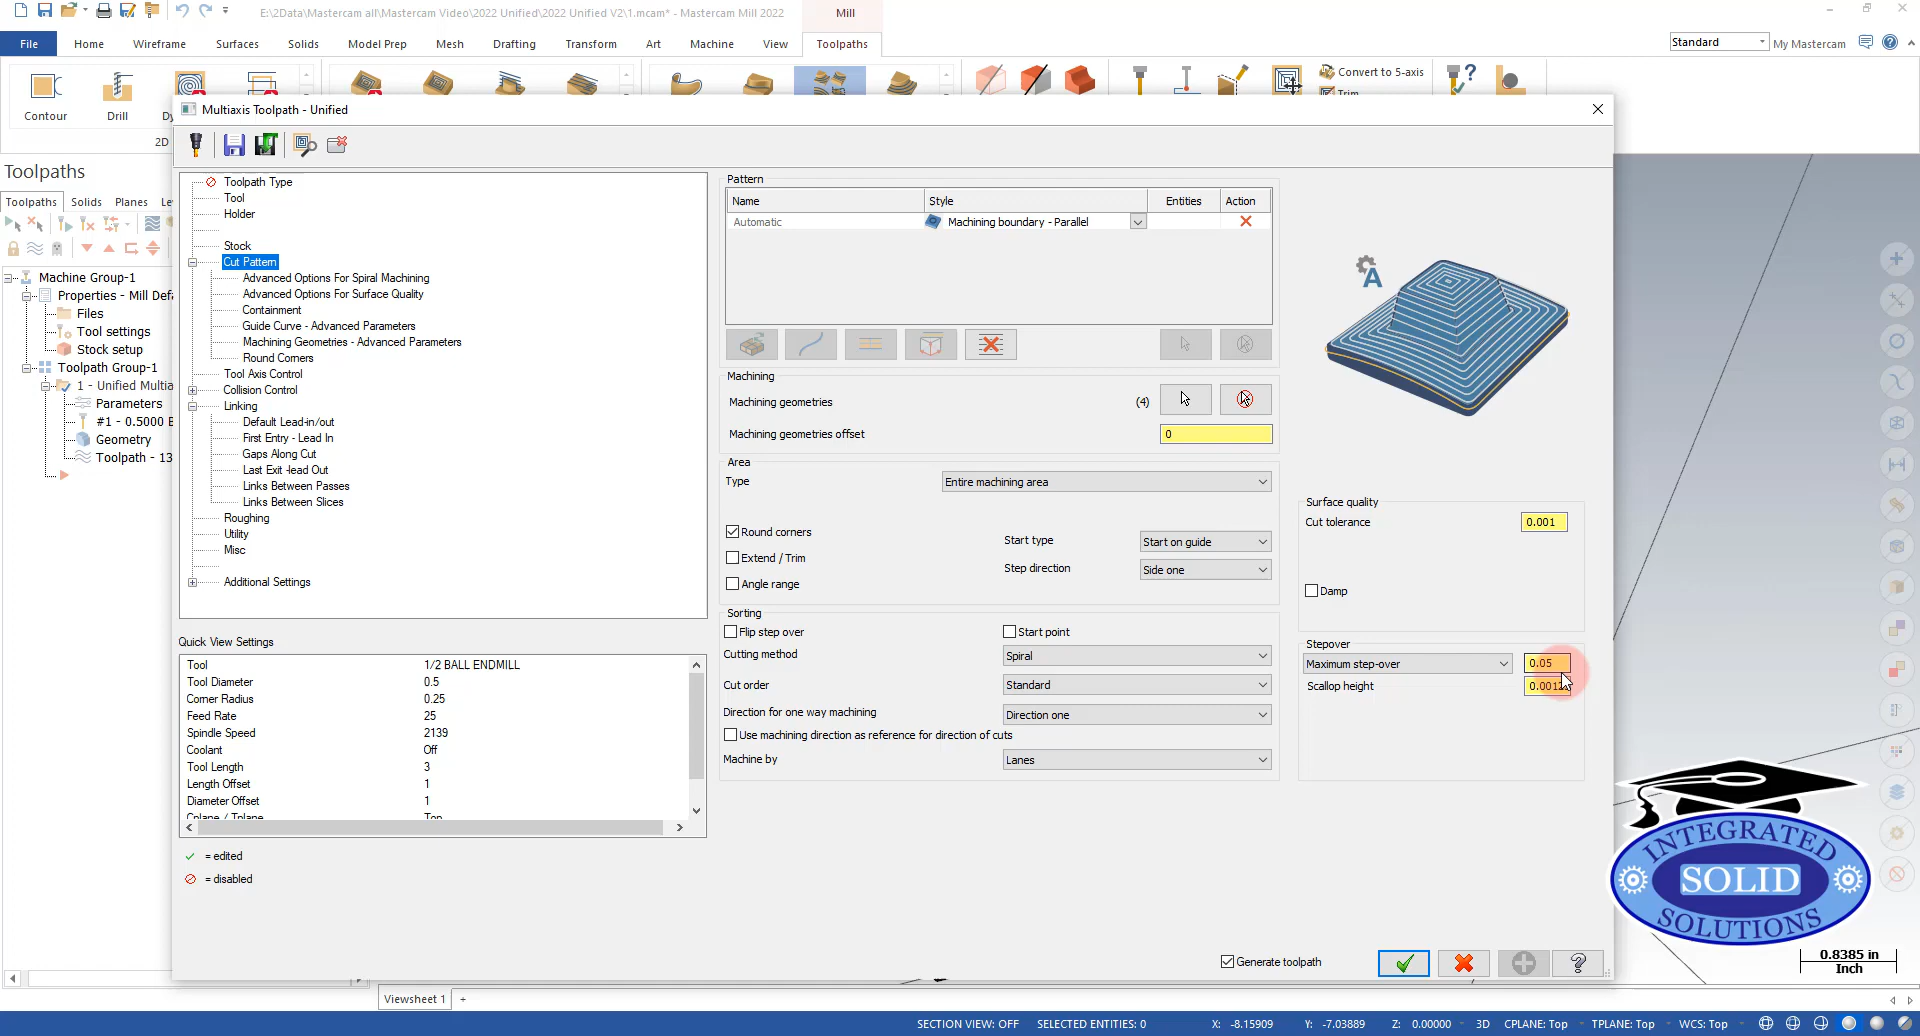 E:\2Data\Mastercam all\Mastercam Video\2022 Unified\2022 Unified V2\1.mcam* - Mastercam Mill 2022
Mill
File Home Wireframe Surfaces Solids Model Prep Mesh Drafting Transform Art Machine View Toolpaths
Standard My Mastercam
Convert to 5-axis
Trim
Contour Drill Dy
2D
Multiaxis Toolpath - Unified
Toolpaths
Toolpaths Solids Planes Le
Machine Group-1
Properties - Mill Def
Files
Tool settings
Stock setup
Toolpath Group-1
1 - Unified Multia
Parameters
#1 - 0.5000 B
Geometry
Toolpath - 13
Toolpath Type
Tool
Holder
Stock
Cut Pattern
Advanced Options For Spiral Machining
Advanced Options For Surface Quality
Containment
Guide Curve - Advanced Parameters
Machining Geometries - Advanced Parameters
Round Corners
Tool Axis Control
Collision Control
Linking
Default Lead-in/out
First Entry - Lead In
Gaps Along Cut
Last Exit -lead Out
Links Between Passes
Links Between Slices
Roughing
Utility
Misc
Additional Settings
Quick View Settings
Tool 1/2 BALL ENDMILL
Tool Diameter 0.5
Corner Radius 0.25
Feed Rate 25
Spindle Speed 2139
Coolant Off
Tool Length 3
Length Offset 1
Diameter Offset 1
Cplane / Tplane Top
= edited
= disabled
Pattern
Name Style Entities Action
Automatic Machining boundary - Parallel
Machining
Machining geometries (4)
Machining geometries offset 0
Area
Type Entire machining area
Round corners
Extend / Trim
Angle range
Start type Start on guide
Step direction Side one
Sorting
Flip step over Start point
Cutting method Spiral
Cut order Standard
Direction for one way machining Direction one
Use machining direction as reference for direction of cuts
Machine by Lanes
A
Surface quality
Cut tolerance 0.001
Damp
Stepover
Maximum step-over 0.05
Scallop height
Generate toolpath
INTEGRATED
SOLID
SOLUTIONS
0.8385 in
Inch
Viewsheet 1 +
SECTION VIEW: OFF SELECTED ENTITIES: 0 X: -8.15909 Y: -7.03889 Z: 0.00000 3D CPLANE: Top TPLANE: Top WCS: Top